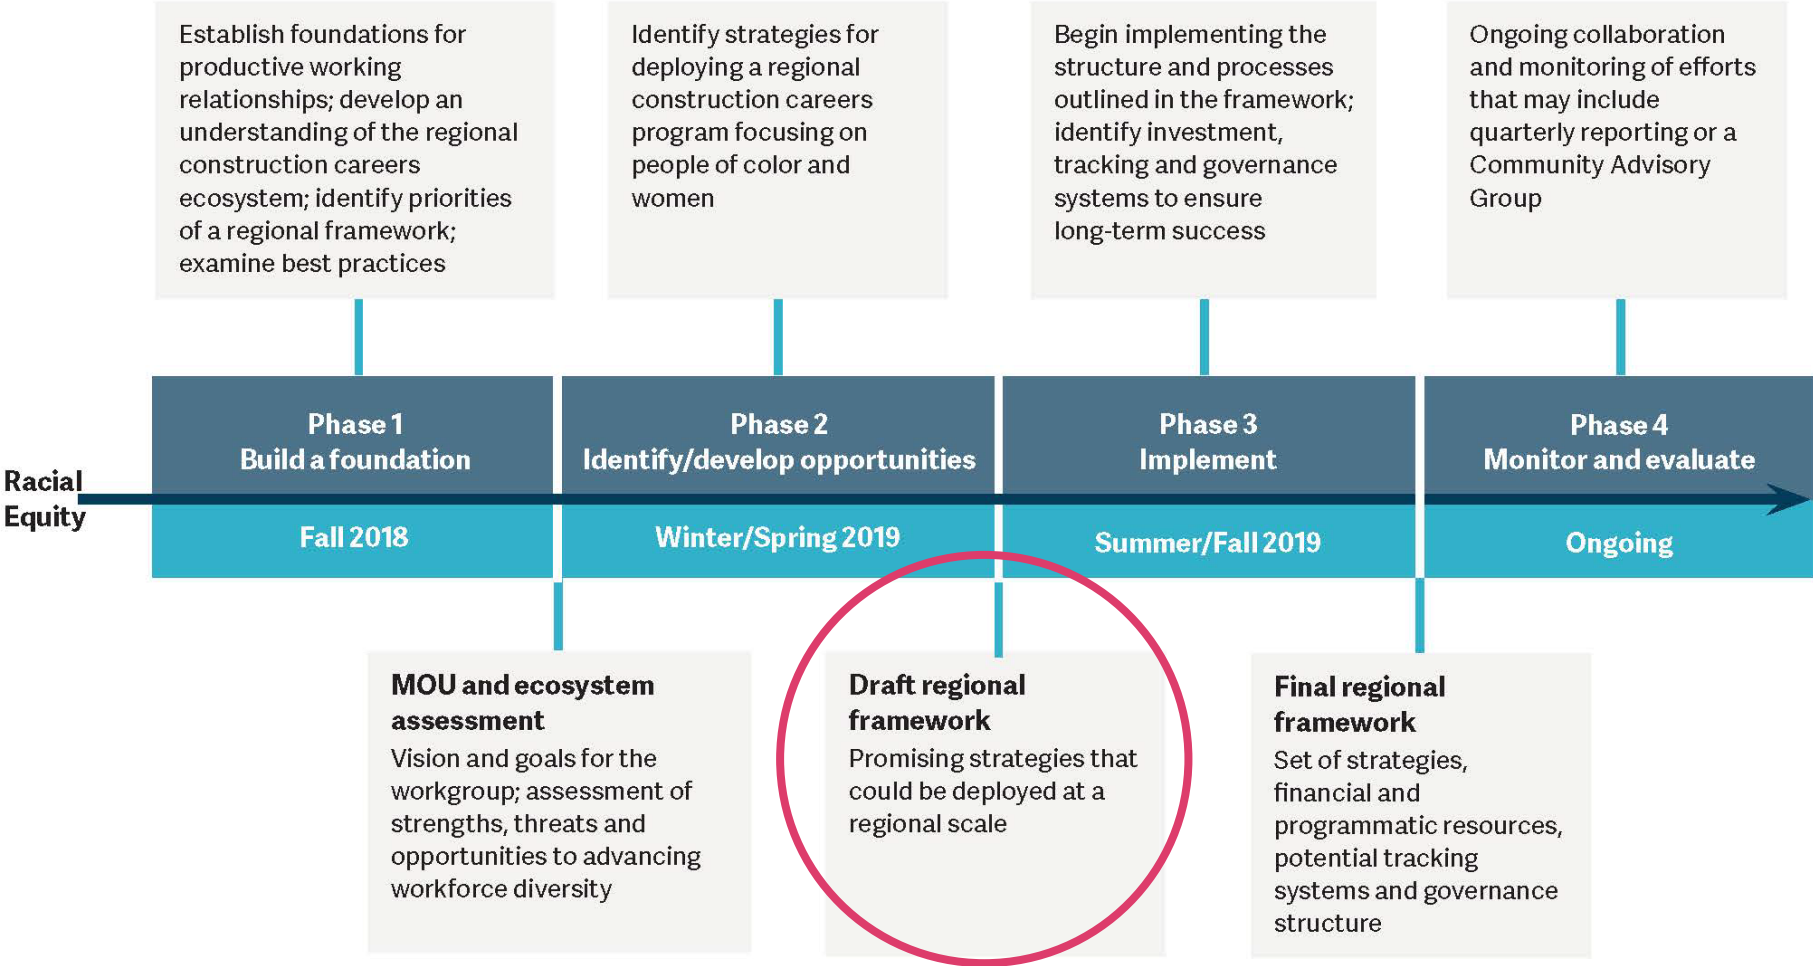 Establish foundations for
productive working
relationships; develop an
understanding of the regional
construction careers
ecosystem; identify priorities
of a regional framework;
examine best practices
Identify strategies for
deploying a regional
construction careers
program focusing on
people of color and
women
Begin implementing the
structure and processes
outlined in the framework;
identify investment,
tracking and governance
systems to ensure
long-term success
Ongoing collaboration
and monitoring of efforts
that may include
quarterly reporting or a
Community Advisory
Group
Racial
Equity
Phase 1
Build a foundation
Fall 2018
Phase 2
Identify/develop opportunities
Winter/Spring 2019
Phase 3
Implement
Summer/Fall 2019
Phase 4
Monitor and evaluate
Ongoing
MOU and ecosystem
assessment
Vision and goals for the
workgroup; assessment of
strengths, threats and
opportunities to advancing
workforce diversity
Draft regional
framework
Promising strategies that
could be deployed at a
regional scale
Final regional
framework
Set of strategies,
financial and
programmatic resources,
potential tracking
systems and governance
structure